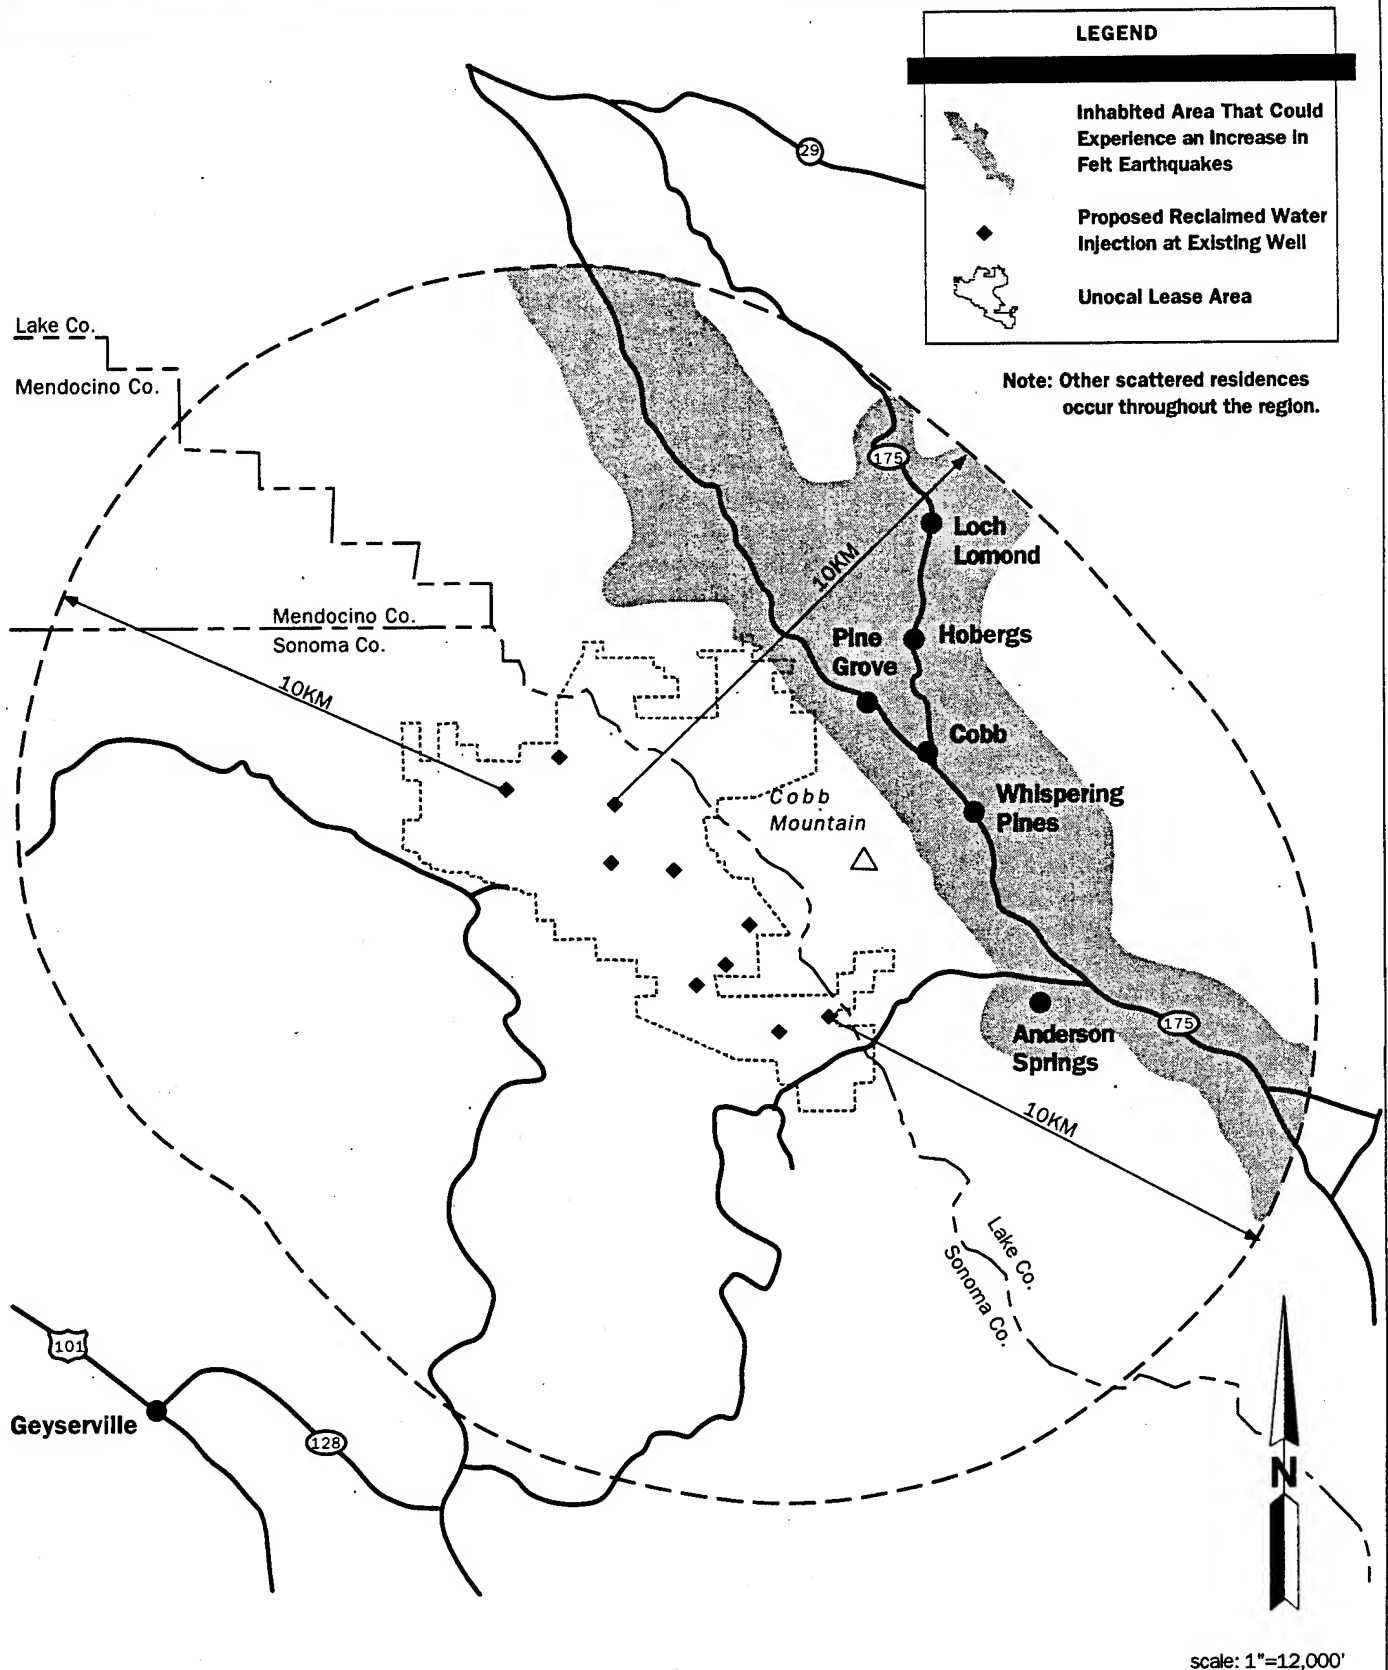 LEGEND
Inhabited Area That Could
Experience an Increase in
Felt Earthquakes
Proposed Reclaimed Water
Injection at Existing Well
Unocal Lease Area
Note: Other scattered residences
occur throughout the region.
29
Lake Co.
Mendocino Co.
175
Loch
Lomond
10KM
Mendocino Co.
Sonoma Co.
Pine
Grove
Hobergs
10KM
Cobb
Cobb
Mountain
Whispering
Pines
Anderson
Springs
175
10KM
Lake Co.
Sonoma Co.
101
Geyserville
128
N
scale: 1"=12,000'